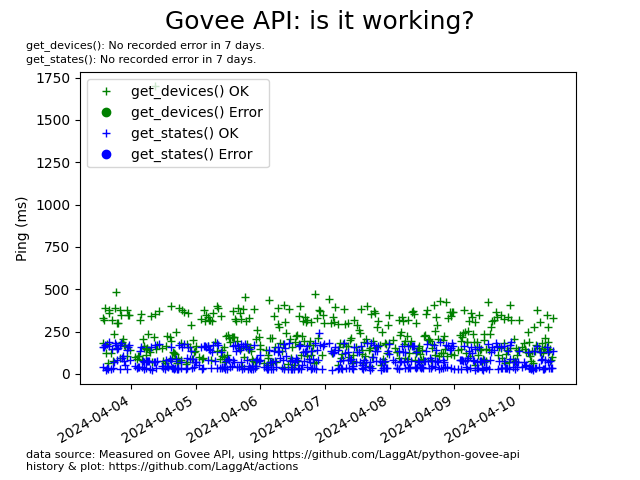 Govee API: is it working?
get_devices(): No recorded error in 7 days.
get_states(): No recorded error in 7 days.
1750
1500
1250
1000
750
500
250
0
Ping (ms)
get_devices() OK
get_devices() Error
get_states() OK
get_states() Error
2024-04-04
2024-04-05
2024-04-06
2024-04-07
2024-04-08
2024-04-09
2024-04-10
data source: Measured on Govee API, using https://github.com/LaggAt/python-govee-api
history & plot: https://github.com/LaggAt/actions